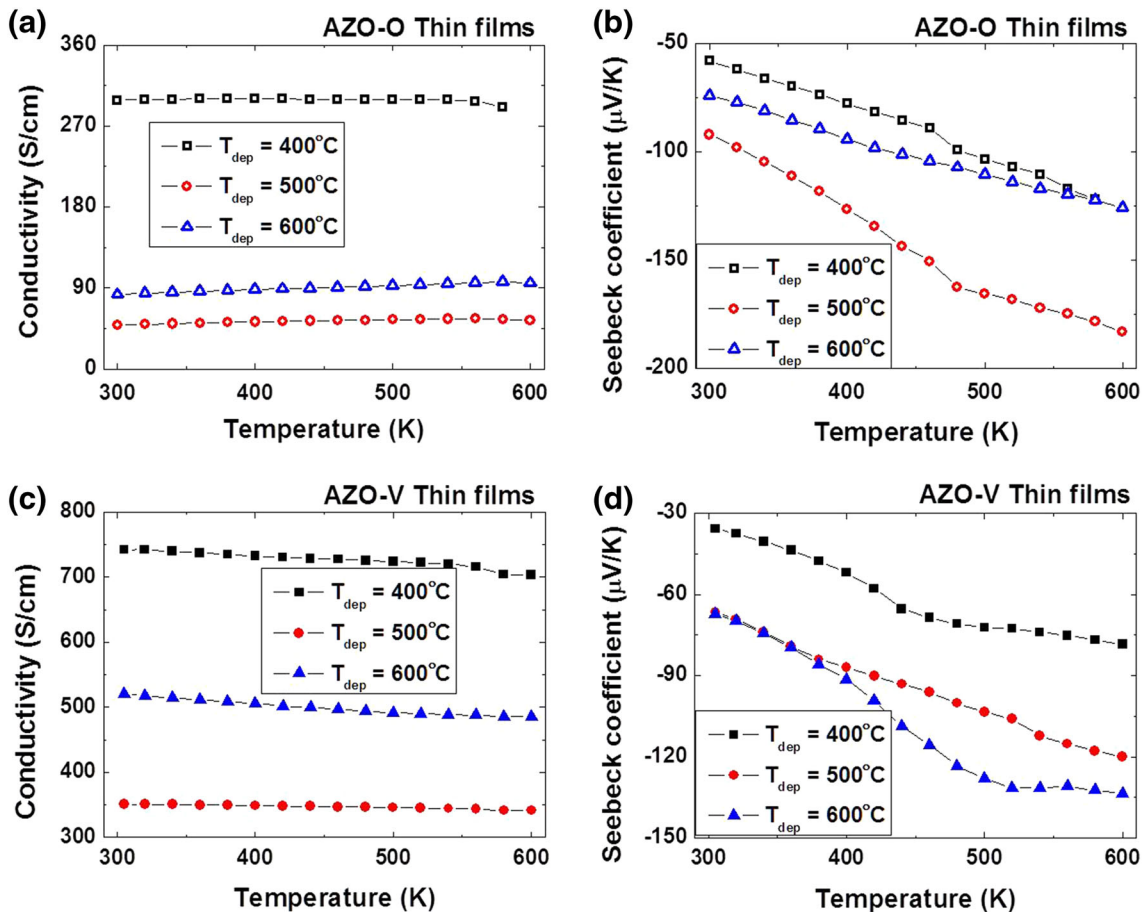 (a)
AZO-O Thin films
Conductivity (S/cm)
360
270
180
90
0
T_dep = 400°C
T_dep = 500°C
T_dep = 600°C
300
400
500
600
Temperature (K)
(b)
AZO-O Thin films
Seebeck coefficient (μV/K)
-50
-100
-150
-200
T_dep = 400°C
T_dep = 500°C
T_dep = 600°C
300
400
500
600
Temperature (K)
(c)
AZO-V Thin films
Conductivity (S/cm)
800
700
600
500
400
300
T_dep = 400°C
T_dep = 500°C
T_dep = 600°C
300
400
500
600
Temperature (K)
(d)
AZO-V Thin films
Seebeck coefficient (μV/K)
-30
-60
-90
-120
-150
T_dep = 400°C
T_dep = 500°C
T_dep = 600°C
300
400
500
600
Temperature (K)